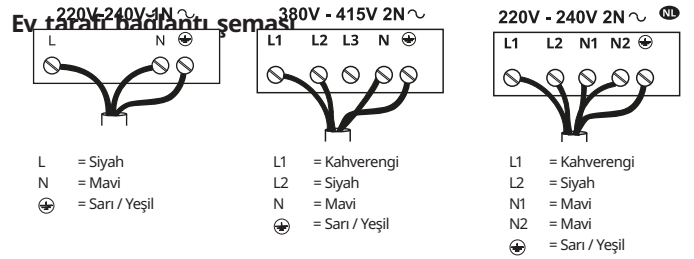 Ev tarafı bağlantı şeması
220V-240V 1N
L N
L = Siyah
N = Mavi
= Sarı / Yeşil
380V - 415V 2N
L1 L2 L3 N
L1 = Kahverengi
L2 = Siyah
N = Mavi
= Sarı / Yeşil
220V - 240V 2N
NL
L1 L2 N1 N2
L1 = Kahverengi
L2 = Siyah
N1 = Mavi
N2 = Mavi
= Sarı / Yeşil